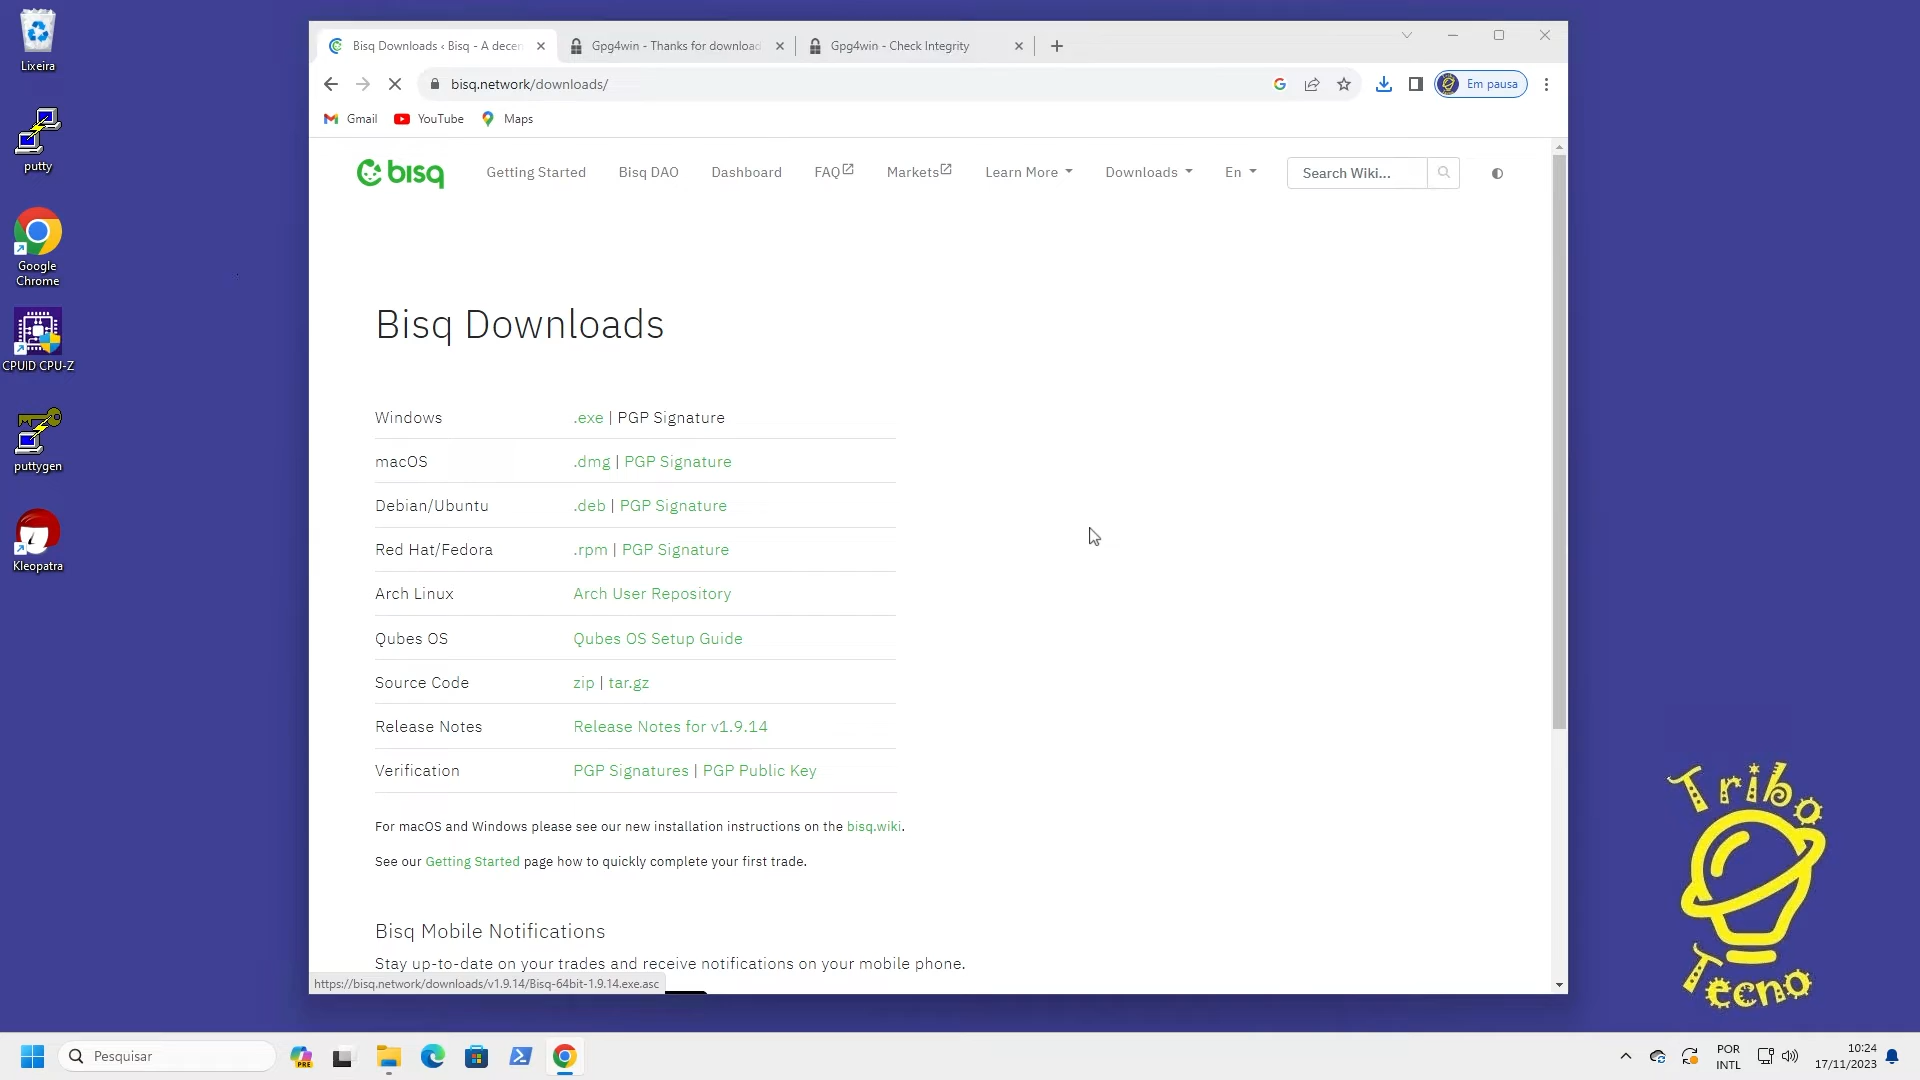 Lixeira
putty
Google
Chrome
CPUID CPU-Z
puttygen
Kleopatra
Bisq Downloads ‹ Bisq - A decen
Gpg4win - Thanks for download
Gpg4win - Check Integrity
bisq.network/downloads/
Em pausa
Gmail
YouTube
Maps
bisq
Getting Started
Bisq DAO
Dashboard
FAQ
Markets
Learn More
Downloads
En
Search Wiki...
Bisq Downloads
Windows .exe | PGP Signature
macOS .dmg | PGP Signature
Debian/Ubuntu .deb | PGP Signature
Red Hat/Fedora .rpm | PGP Signature
Arch Linux Arch User Repository
Qubes OS Qubes OS Setup Guide
Source Code zip | tar.gz
Release Notes Release Notes for v1.9.14
Verification PGP Signatures | PGP Public Key
For macOS and Windows please see our new installation instructions on the bisq.wiki.
See our Getting Started page how to quickly complete your first trade.
Bisq Mobile Notifications
Stay up-to-date on your trades and receive notifications on your mobile phone.
https://bisq.network/downloads/v1.9.14/Bisq-64bit-1.9.14.exe.asc
Tribo
Tecno
Pesquisar
PRE
POR
INTL
10:24
17/11/2023